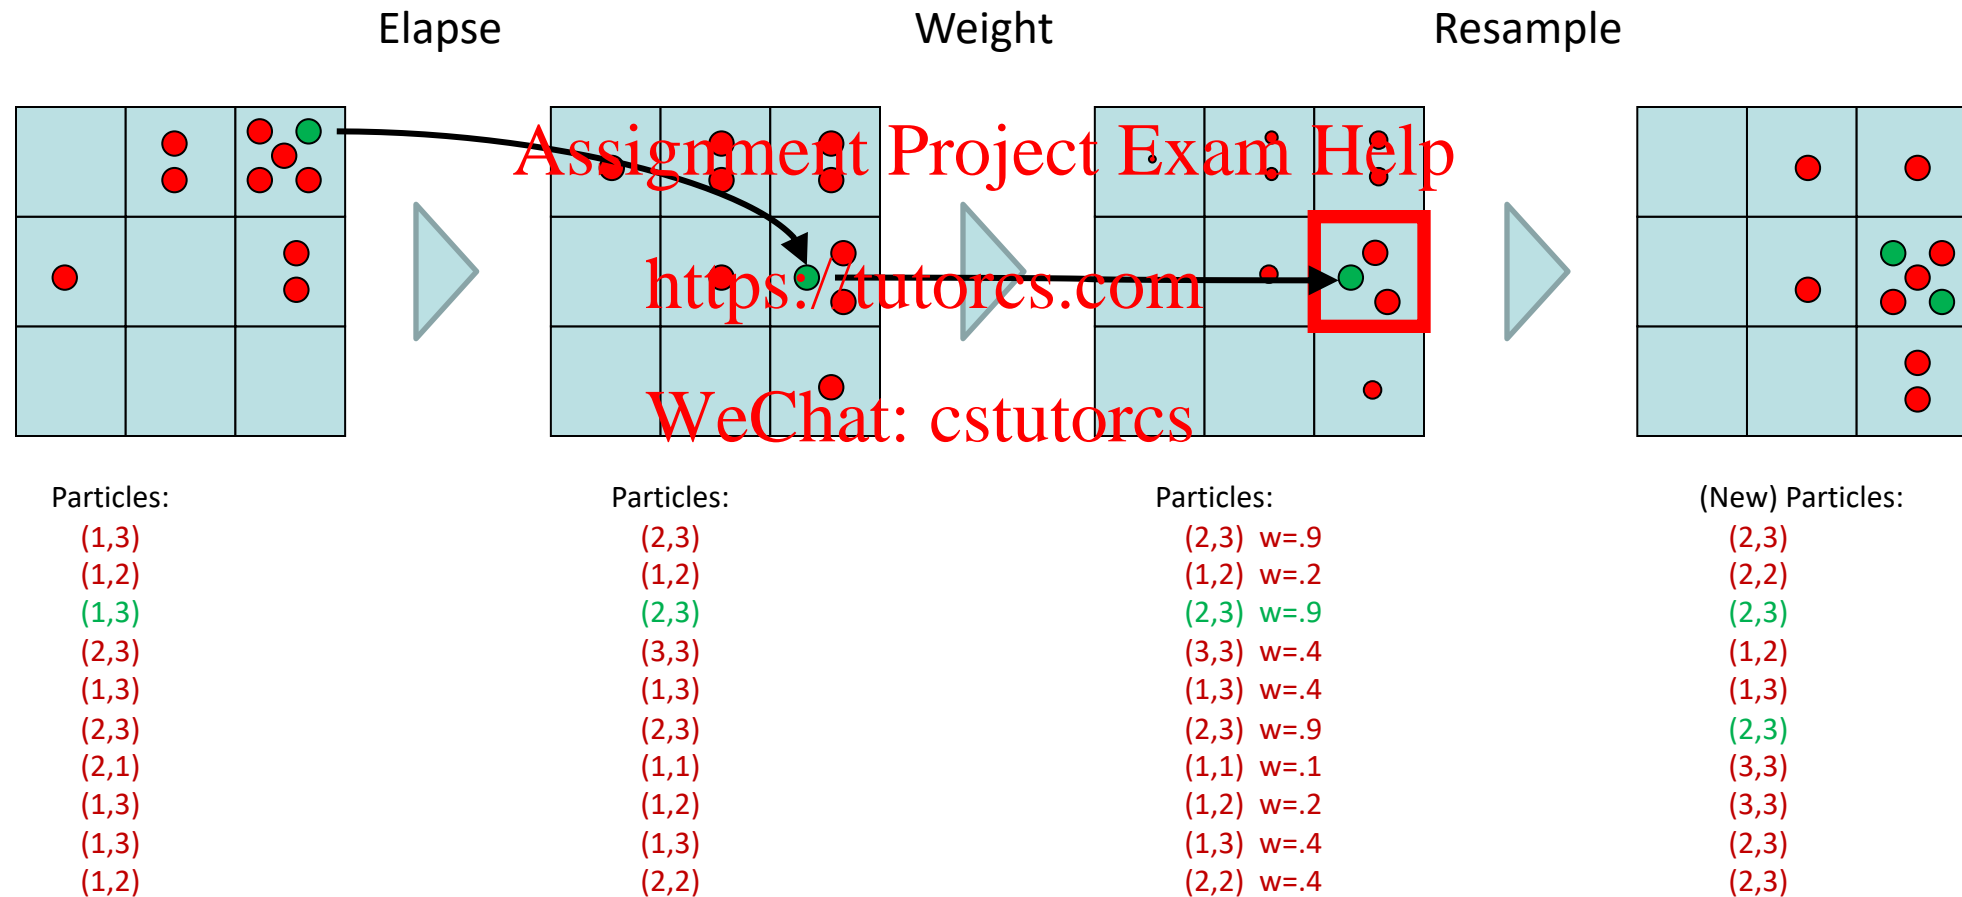 Elapse
Weight
Resample
Assignment Project Exam Help
https://tutorcs.com
WeChat: cstutorcs
Particles:
(1,3)
(1,2)
(1,3)
(2,3)
(1,3)
(2,3)
(2,1)
(1,3)
(1,3)
(1,2)
Particles:
(2,3)
(1,2)
(2,3)
(3,3)
(1,3)
(2,3)
(1,1)
(1,2)
(1,3)
(2,2)
Particles:
(2,3) w=.9
(1,2) w=.2
(2,3) w=.9
(3,3) w=.4
(1,3) w=.4
(2,3) w=.9
(1,1) w=.1
(1,2) w=.2
(1,3) w=.4
(2,2) w=.4
(New) Particles:
(2,3)
(2,2)
(2,3)
(1,2)
(1,3)
(2,3)
(3,3)
(3,3)
(2,3)
(2,3)